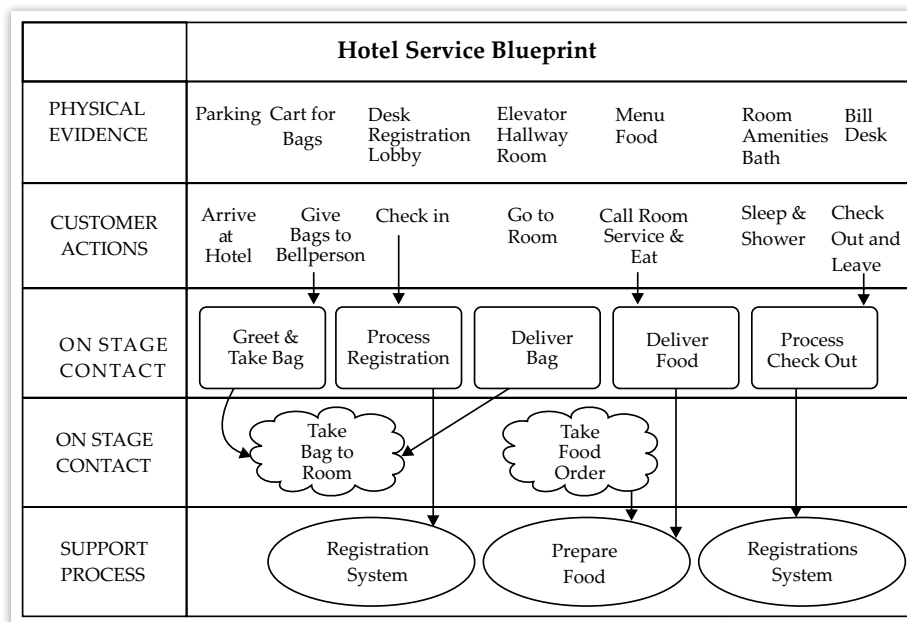 Hotel Service Blueprint
PHYSICAL
EVIDENCE
Parking
Cart for
Bags
Desk
Registration
Lobby
Elevator
Hallway
Room
Menu
Food
Room
Amenities
Bath
Bill
Desk
CUSTOMER
ACTIONS
Arrive
at
Hotel
Give
Bags to
Bellperson
Check in
Go to
Room
Call Room
Service &
Eat
Sleep &
Shower
Check
Out and
Leave
ON STAGE
CONTACT
Greet &
Take Bag
Process
Registration
Deliver
Bag
Deliver
Food
Process
Check Out
ON STAGE
CONTACT
Take
Bag to
Room
Take
Food
Order
SUPPORT
PROCESS
Registration
System
Prepare
Food
Registrations
System